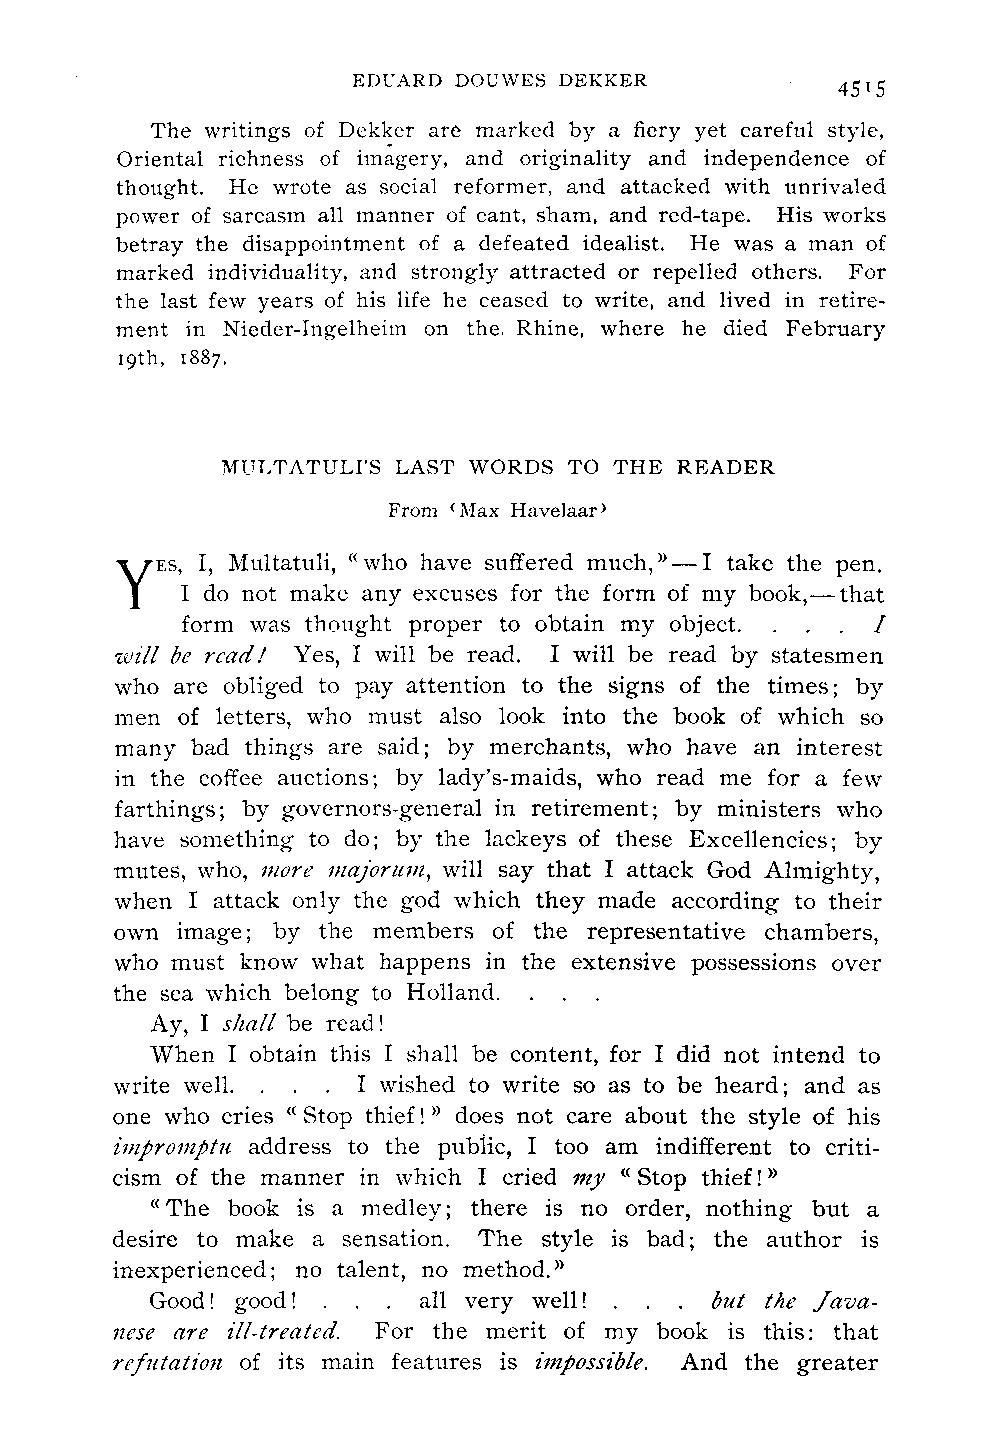 EDUARD DOUWES DEKKER
4515
The writings of Dekker are marked by a fiery yet careful style,
Oriental richness of imagery, and originality and independence of
thought. He wrote as social reformer, and attacked with unrivaled
power of sarcasm all manner of cant, sham, and red-tape. His works
betray the disappointment of a defeated idealist. He was a man of
marked individuality, and strongly attracted or repelled others. For
the last few years of his life he ceased to write, and lived in retire-
ment in Nieder-Ingelheim on the Rhine, where he died February
19th, 1887.
MULTATULI'S LAST WORDS TO THE READER
From ‹Max Havelaar›
YES, I, Multatuli, «who have suffered much,»—I take the pen.
I do not make any excuses for the form of my book,—that
form was thought proper to obtain my object. . . . I
will be read! Yes, I will be read. I will be read by statesmen
who are obliged to pay attention to the signs of the times; by
men of letters, who must also look into the book of which so
many bad things are said; by merchants, who have an interest
in the coffee auctions; by lady's-maids, who read me for a few
farthings; by governors-general in retirement; by ministers who
have something to do; by the lackeys of these Excellencies; by
mutes, who, more majorum, will say that I attack God Almighty,
when I attack only the god which they made according to their
own image; by the members of the representative chambers,
who must know what happens in the extensive possessions over
the sea which belong to Holland. . . .
Ay, I shall be read!
When I obtain this I shall be content, for I did not intend to
write well. . . . I wished to write so as to be heard; and as
one who cries «Stop thief!» does not care about the style of his
impromptu address to the public, I too am indifferent to criti-
cism of the manner in which I cried my «Stop thief!»
«The book is a medley; there is no order, nothing but a
desire to make a sensation. The style is bad; the author is
inexperienced; no talent, no method.»
Good! good! . . . all very well! . . . but the Java-
nese are ill-treated. For the merit of my book is this: that
refutation of its main features is impossible. And the greater